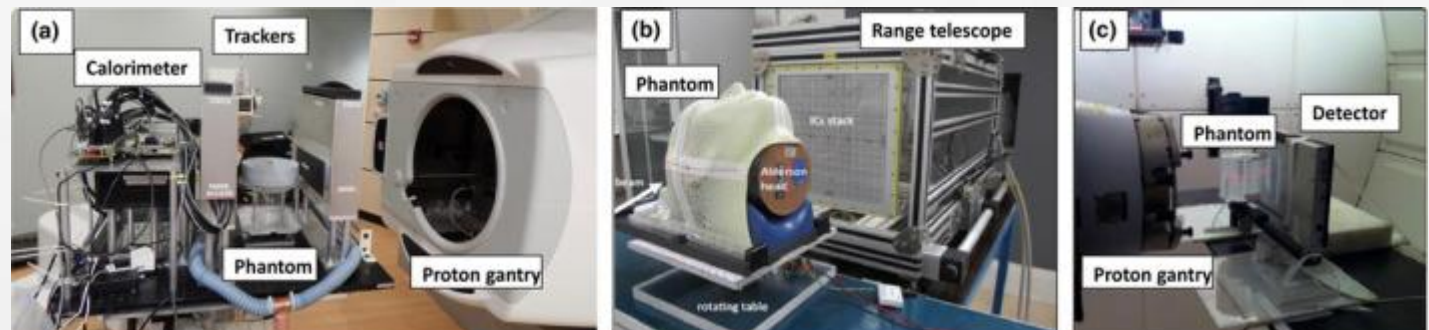 (a)
Trackers
Calorimeter
Phantom
Proton gantry
(b)
Range telescope
Phantom
ICs stack
Alderson
head
beam
rotating table
(c)
Detector
Phantom
Proton gantry